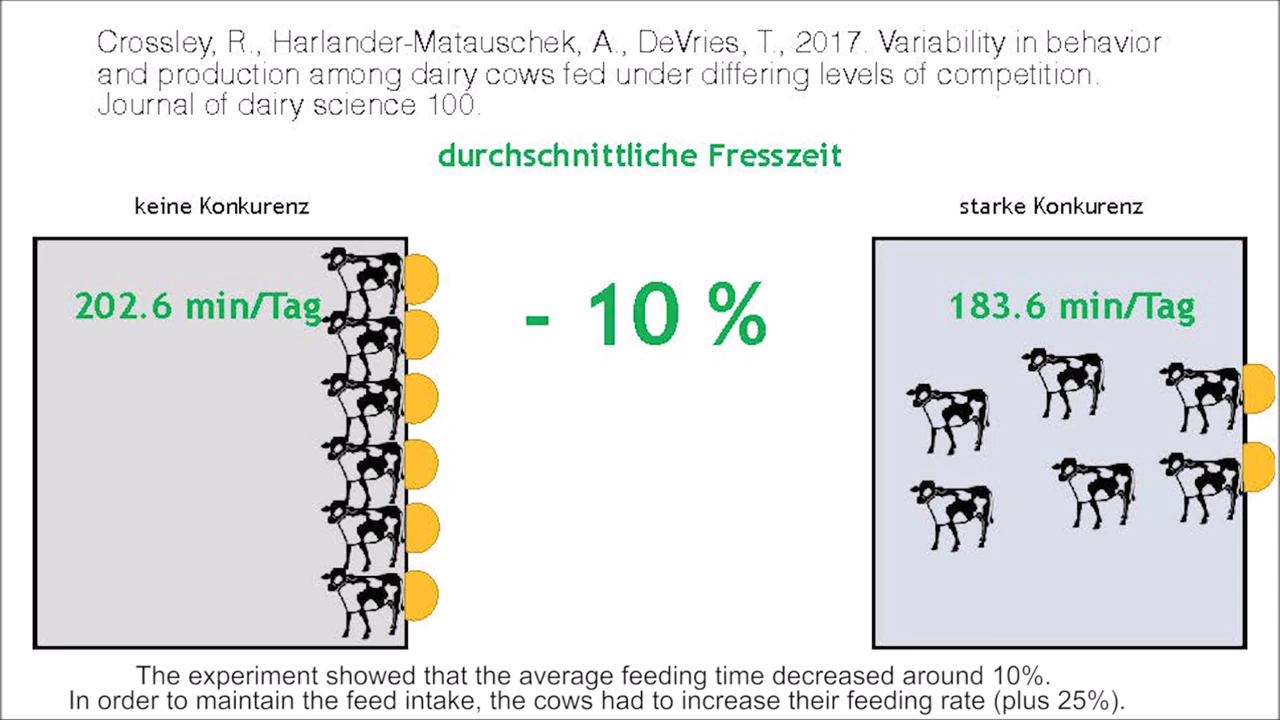 Crossley, R., Harlander-Matauschek, A., DeVries, T., 2017. Variability in behavior
and production among dairy cows fed under differing levels of competition.
Journal of dairy science 100.
durchschnittliche Fresszeit
keine Konkurenz
starke Konkurenz
202.6 min/Tag
- 10 %
183.6 min/Tag
The experiment showed that the average feeding time decreased around 10%.
In order to maintain the feed intake, the cows had to increase their feeding rate (plus 25%).